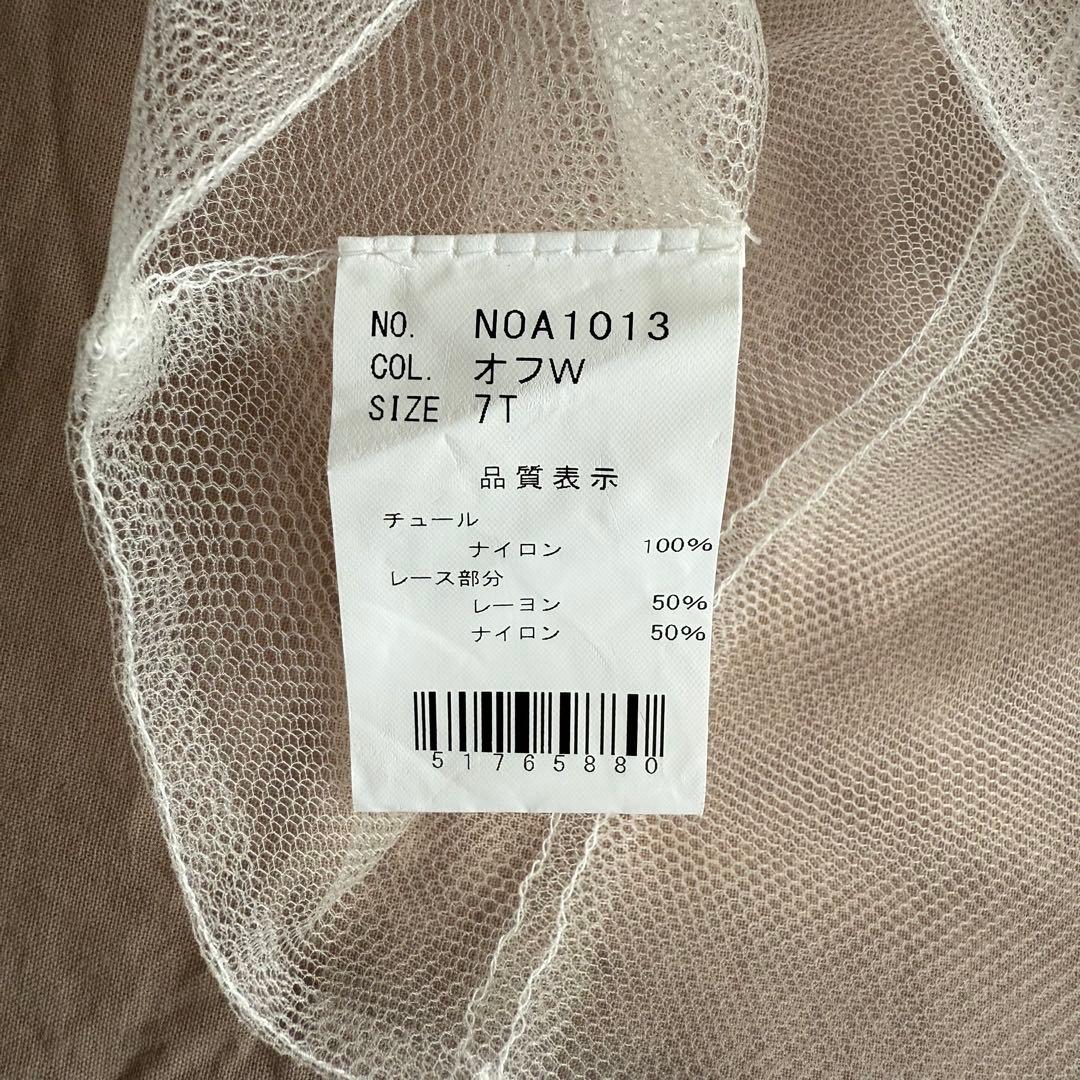 NO. NOA1013
COL. オフW
SIZE 7T
品質表示
チュール
ナイロン 100%
レース部分
レーヨン 50%
ナイロン 50%
51765880